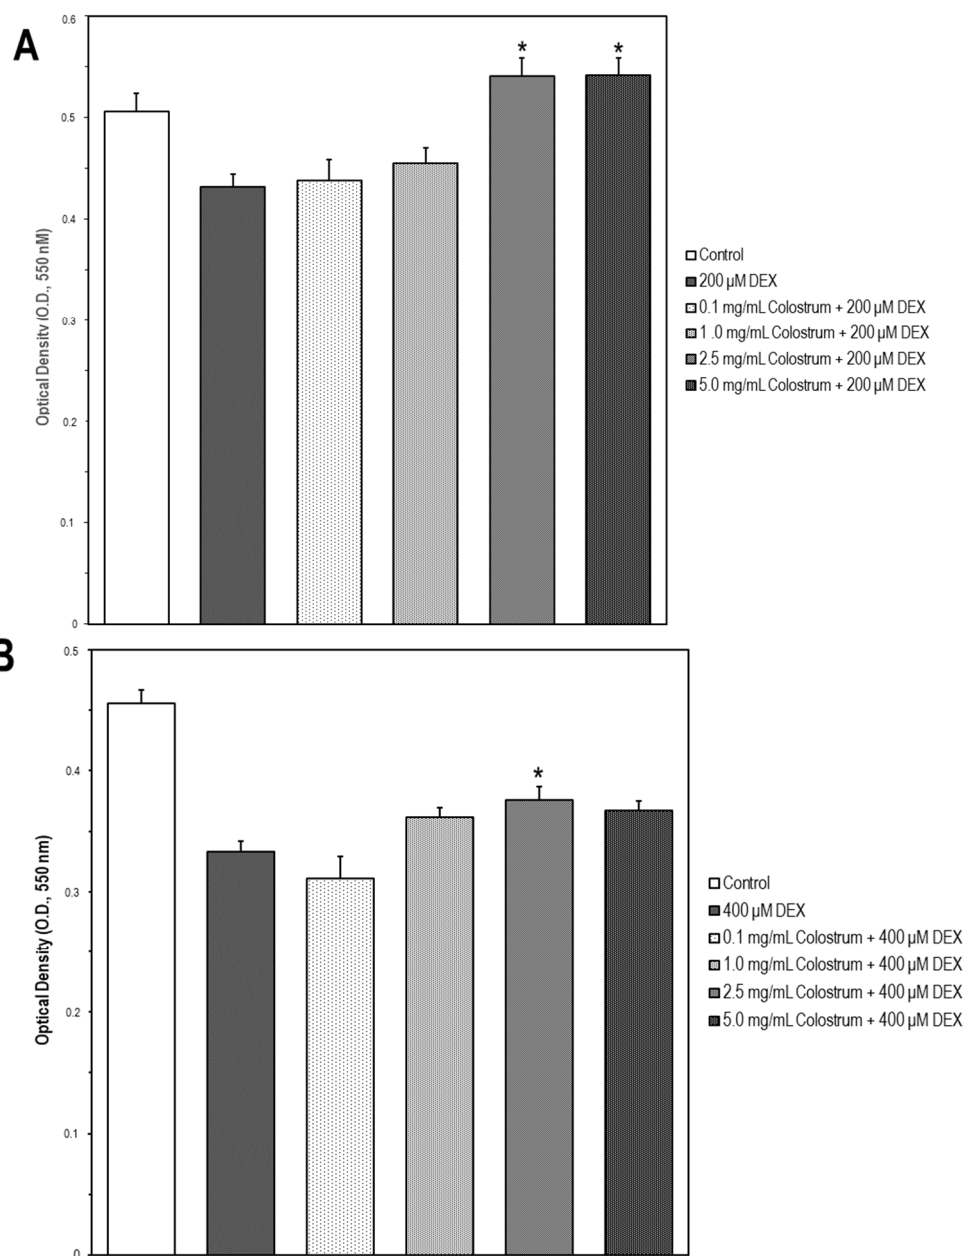 A
0.6
*
*
0.5
0.4
0.3
0.2
0.1
0
Optical Density (O.D., 550 nM)
Control
200 µM DEX
0.1 mg/mL Colostrum + 200 µM DEX
1 .0 mg/mL Colostrum + 200 µM DEX
2.5 mg/mL Colostrum + 200 µM DEX
5.0 mg/mL Colostrum + 200 µM DEX
B
0.5
0.4
*
0.3
0.2
0.1
0
Optical Density (O.D., 550 nm)
Control
400 µM DEX
0.1 mg/mL Colostrum + 400 µM DEX
1.0 mg/mL Colostrum + 400 µM DEX
2.5 mg/mL Colostrum + 400 µM DEX
5.0 mg/mL Colostrum + 400 µM DEX